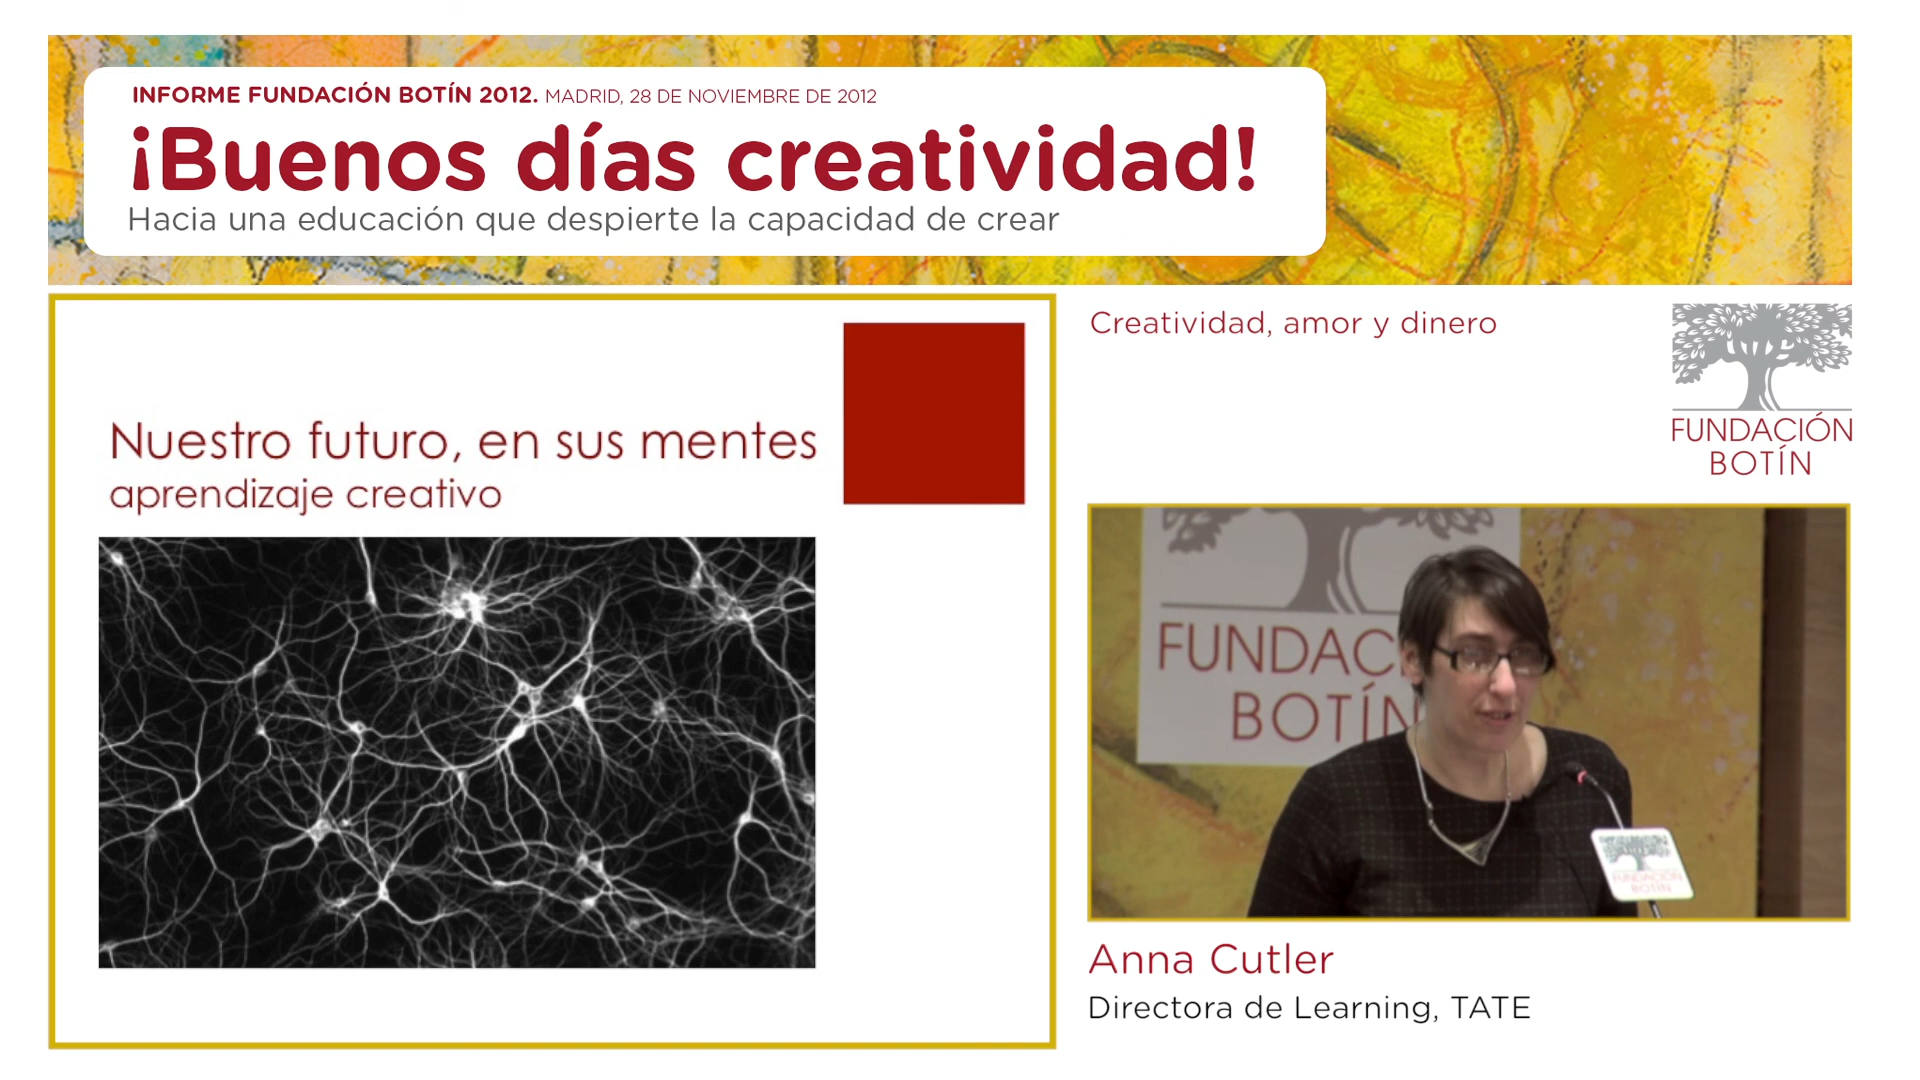 INFORME FUNDACIÓN BOTÍN 2012. MADRID, 28 DE NOVIEMBRE DE 2012
¡Buenos días creatividad!
Hacia una educación que despierte la capacidad de crear
Nuestro futuro, en sus mentes
aprendizaje creativo
Creatividad, amor y dinero
FUNDACIÓN
BOTÍN
FUNDAC
BOTÍN
FUNDACIÓN
BOTÍN
Anna Cutler
Directora de Learning, TATE